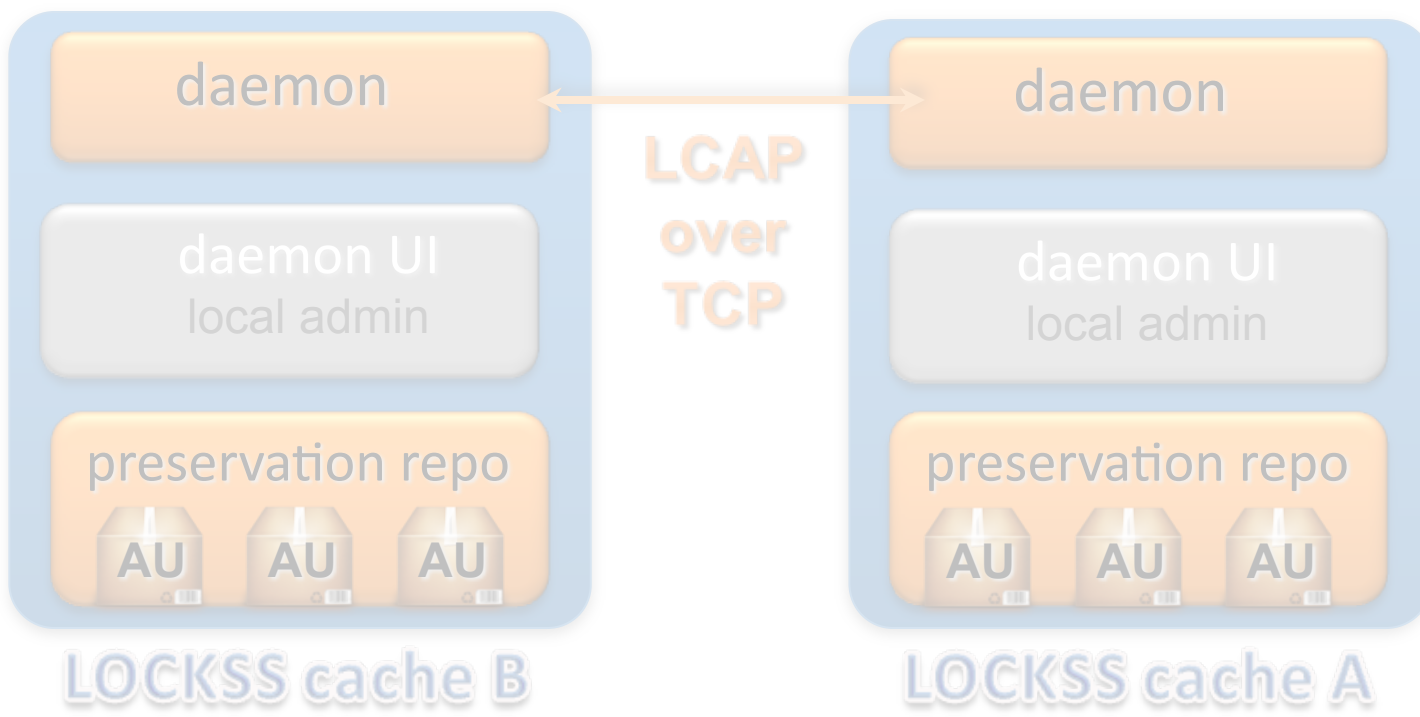 daemon
daemon UI
local admin
preservation repo
AU AU AU
LOCKSS cache B
LCAP
over
TCP
daemon
daemon UI
local admin
preservation repo
AU AU AU
LOCKSS cache A